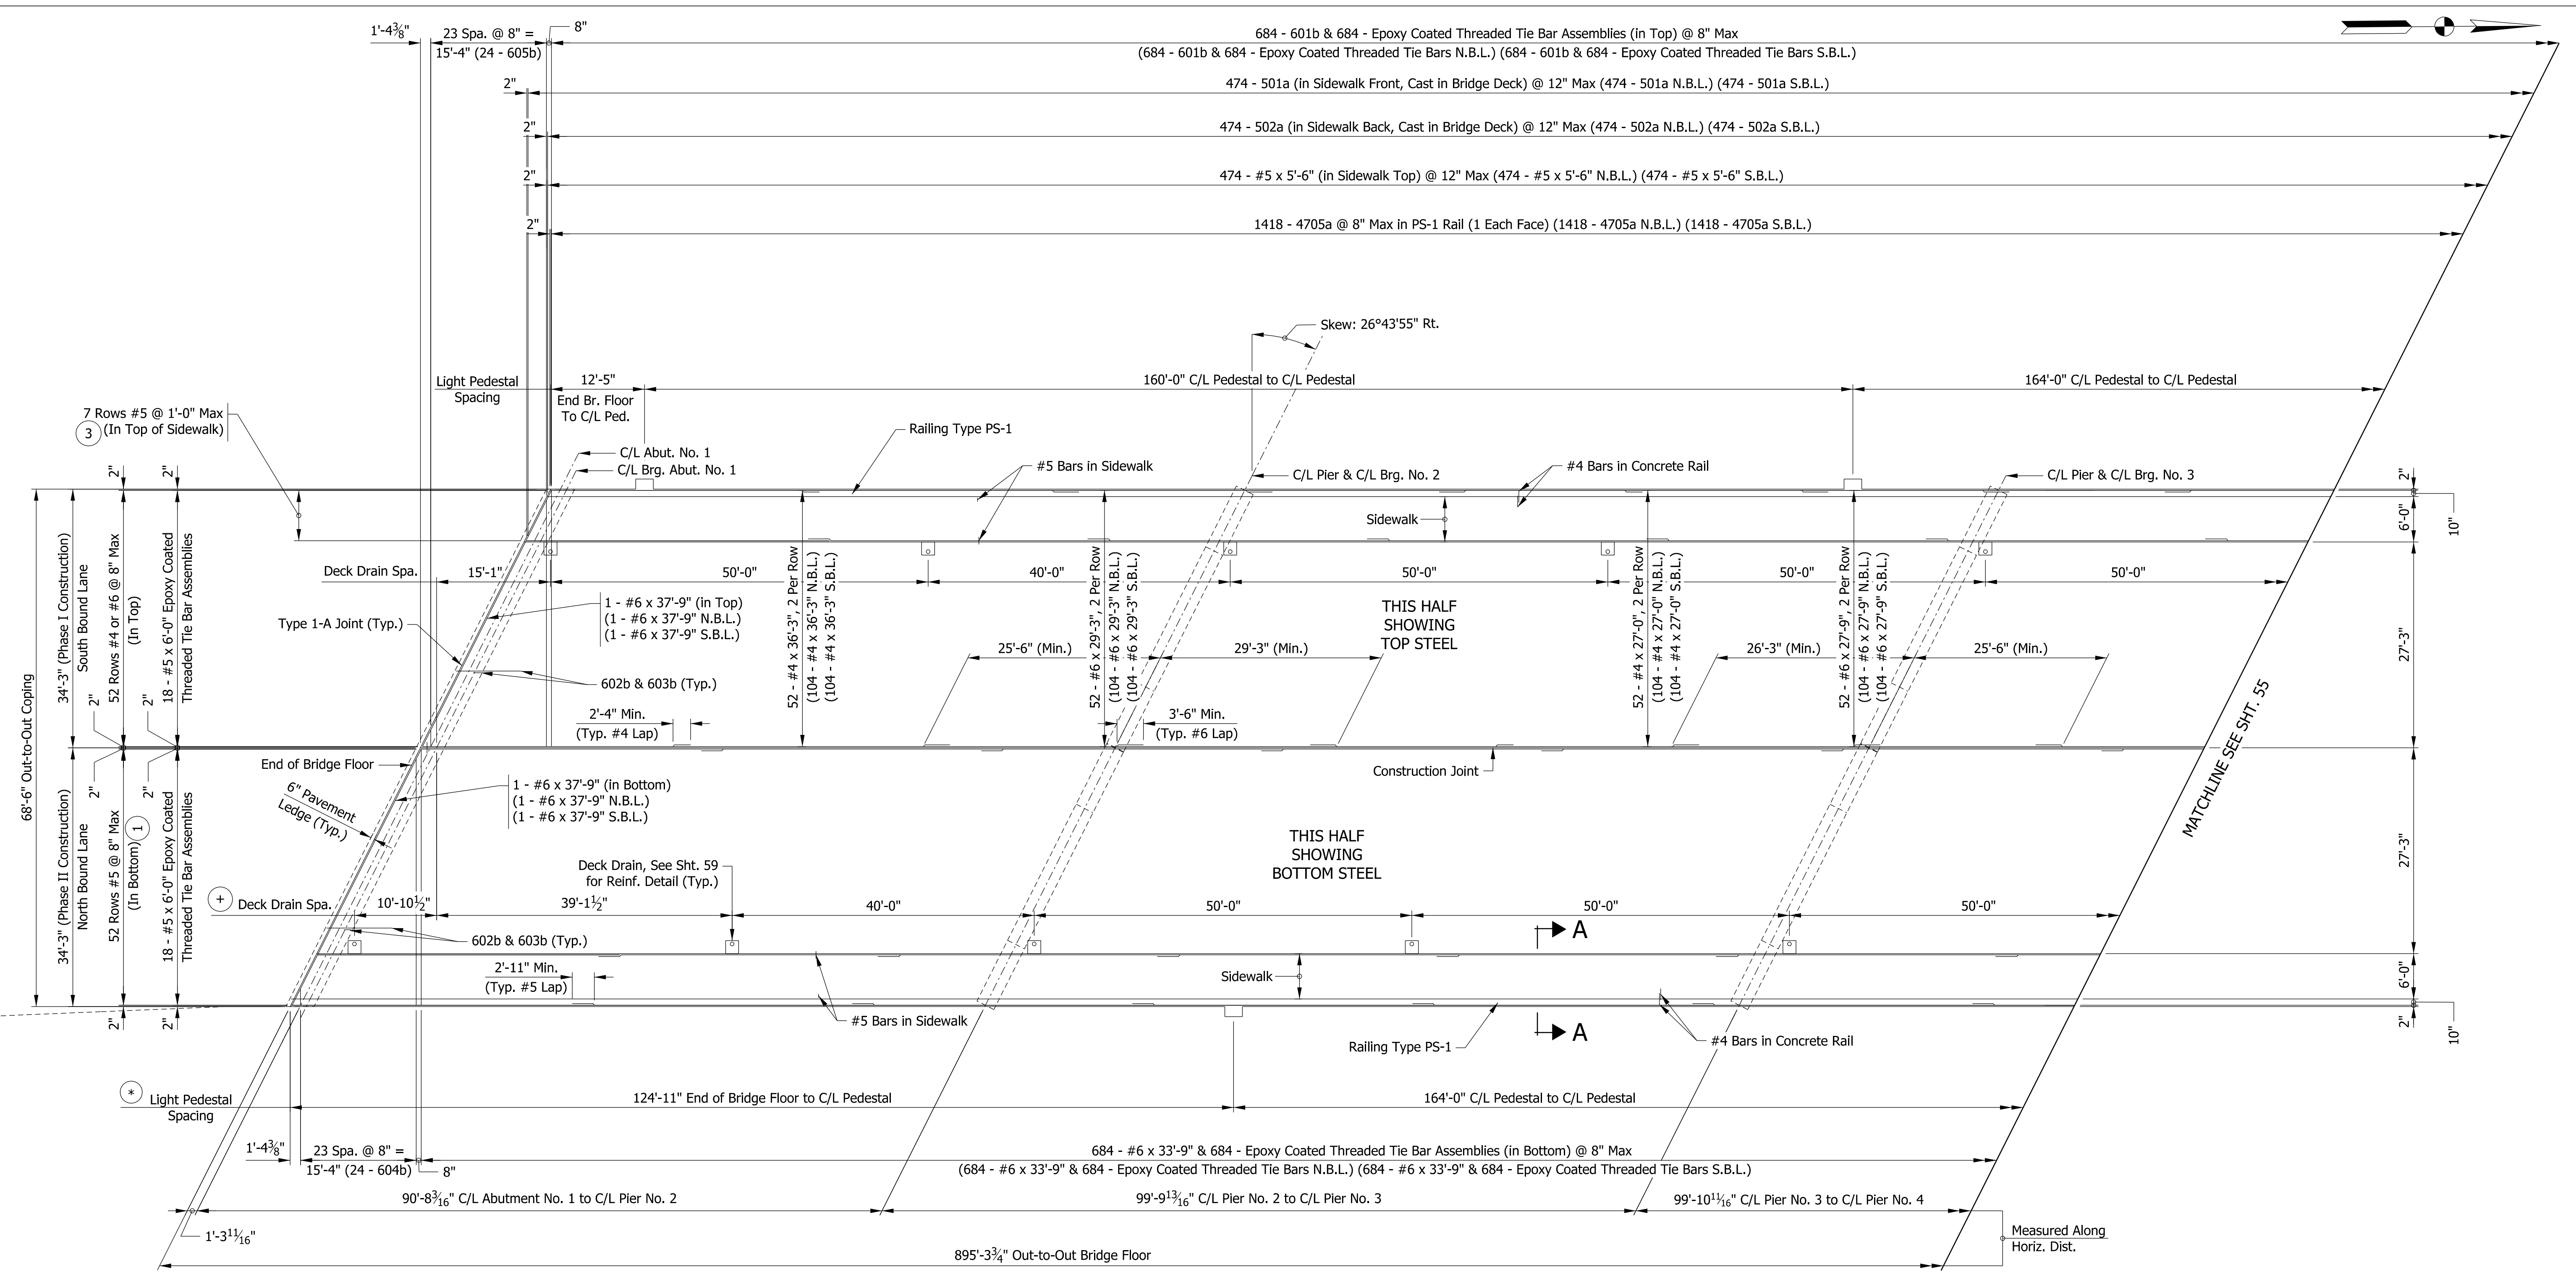 1'-4⅜"
23 Spa. @ 8" =
15'-4" (24 - 605b)
8"
684 - 601b & 684 - Epoxy Coated Threaded Tie Bar Assemblies (in Top) @ 8" Max
(684 - 601b & 684 - Epoxy Coated Threaded Tie Bars N.B.L.) (684 - 601b & 684 - Epoxy Coated Threaded Tie Bars S.B.L.)
2"
474 - 501a (in Sidewalk Front, Cast in Bridge Deck) @ 12" Max (474 - 501a N.B.L.) (474 - 501a S.B.L.)
2"
474 - 502a (in Sidewalk Back, Cast in Bridge Deck) @ 12" Max (474 - 502a N.B.L.) (474 - 502a S.B.L.)
2"
474 - #5 x 5'-6" (in Sidewalk Top) @ 12" Max (474 - #5 x 5'-6" N.B.L.) (474 - #5 x 5'-6" S.B.L.)
2"
1418 - 4705a @ 8" Max in PS-1 Rail (1 Each Face) (1418 - 4705a N.B.L.) (1418 - 4705a S.B.L.)
Skew: 26°43'55" Rt.
Light Pedestal
Spacing
12'-5"
End Br. Floor
To C/L Ped.
160'-0" C/L Pedestal to C/L Pedestal
164'-0" C/L Pedestal to C/L Pedestal
7 Rows #5 @ 1'-0" Max
(In Top of Sidewalk)
3
Railing Type PS-1
C/L Abut. No. 1
C/L Brg. Abut. No. 1
#5 Bars in Sidewalk
C/L Pier & C/L Brg. No. 2
#4 Bars in Concrete Rail
C/L Pier & C/L Brg. No. 3
Sidewalk
2"
10"
6'-0"
27'-3"
27'-3"
6'-0"
2"
10"
68'-6" Out-to-Out Coping
34'-3" (Phase I Construction)
South Bound Lane
2"
52 Rows #4 or #6 @ 8" Max
(In Top)
2"
2"
18 - #5 x 6'-0" Epoxy Coated
Threaded Tie Bar Assemblies
2"
34'-3" (Phase II Construction)
North Bound Lane
2"
52 Rows #5 @ 8" Max
(In Bottom)
1
2"
2"
18 - #5 x 6'-0" Epoxy Coated
Threaded Tie Bar Assemblies
2"
Deck Drain Spa.
15'-1"
50'-0"
40'-0"
50'-0"
50'-0"
50'-0"
Type 1-A Joint (Typ.)
1 - #6 x 37'-9" (in Top)
(1 - #6 x 37'-9" N.B.L.)
(1 - #6 x 37'-9" S.B.L.)
52 - #4 x 36'-3", 2 Per Row
(104 - #4 x 36'-3" N.B.L.)
(104 - #4 x 36'-3" S.B.L.)
52 - #6 x 29'-3", 2 Per Row
(104 - #6 x 29'-3" N.B.L.)
(104 - #6 x 29'-3" S.B.L.)
THIS HALF
SHOWING
TOP STEEL
52 - #4 x 27'-0", 2 Per Row
(104 - #4 x 27'-0" N.B.L.)
(104 - #4 x 27'-0" S.B.L.)
52 - #6 x 27'-9", 2 Per Row
(104 - #6 x 27'-9" N.B.L.)
(104 - #6 x 27'-9" S.B.L.)
25'-6" (Min.)
29'-3" (Min.)
26'-3" (Min.)
25'-6" (Min.)
602b & 603b (Typ.)
2'-4" Min.
(Typ. #4 Lap)
3'-6" Min.
(Typ. #6 Lap)
MATCHLINE SEE SHT. 55
End of Bridge Floor
Construction Joint
6" Pavement
Ledge (Typ.)
1 - #6 x 37'-9" (in Bottom)
(1 - #6 x 37'-9" N.B.L.)
(1 - #6 x 37'-9" S.B.L.)
THIS HALF
SHOWING
BOTTOM STEEL
Deck Drain, See Sht. 59
for Reinf. Detail (Typ.)
+
Deck Drain Spa.
10'-10½"
39'-1½"
40'-0"
50'-0"
50'-0"
50'-0"
A
602b & 603b (Typ.)
2'-11" Min.
(Typ. #5 Lap)
Sidewalk
#5 Bars in Sidewalk
A
Railing Type PS-1
#4 Bars in Concrete Rail
*
Light Pedestal
Spacing
124'-11" End of Bridge Floor to C/L Pedestal
164'-0" C/L Pedestal to C/L Pedestal
1'-4⅜"
23 Spa. @ 8" =
15'-4" (24 - 604b)
8"
684 - #6 x 33'-9" & 684 - Epoxy Coated Threaded Tie Bar Assemblies (in Bottom) @ 8" Max
(684 - #6 x 33'-9" & 684 - Epoxy Coated Threaded Tie Bars N.B.L.) (684 - #6 x 33'-9" & 684 - Epoxy Coated Threaded Tie Bars S.B.L.)
90'-8 3/16" C/L Abutment No. 1 to C/L Pier No. 2
99'-9 13/16" C/L Pier No. 2 to C/L Pier No. 3
99'-10 11/16" C/L Pier No. 3 to C/L Pier No. 4
1'-3 11/16"
Measured Along
Horiz. Dist.
895'-3¾" Out-to-Out Bridge Floor